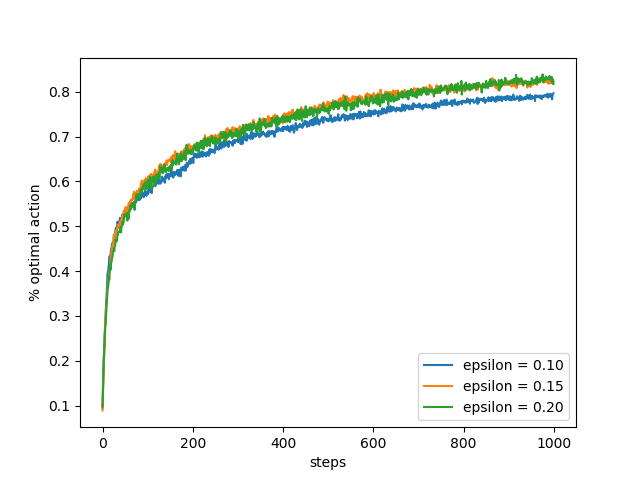 % optimal action
0.8
0.7
0.6
0.5
0.4
0.3
0.2
0.1
0
200
400
600
800
1000
steps
epsilon = 0.10
epsilon = 0.15
epsilon = 0.20